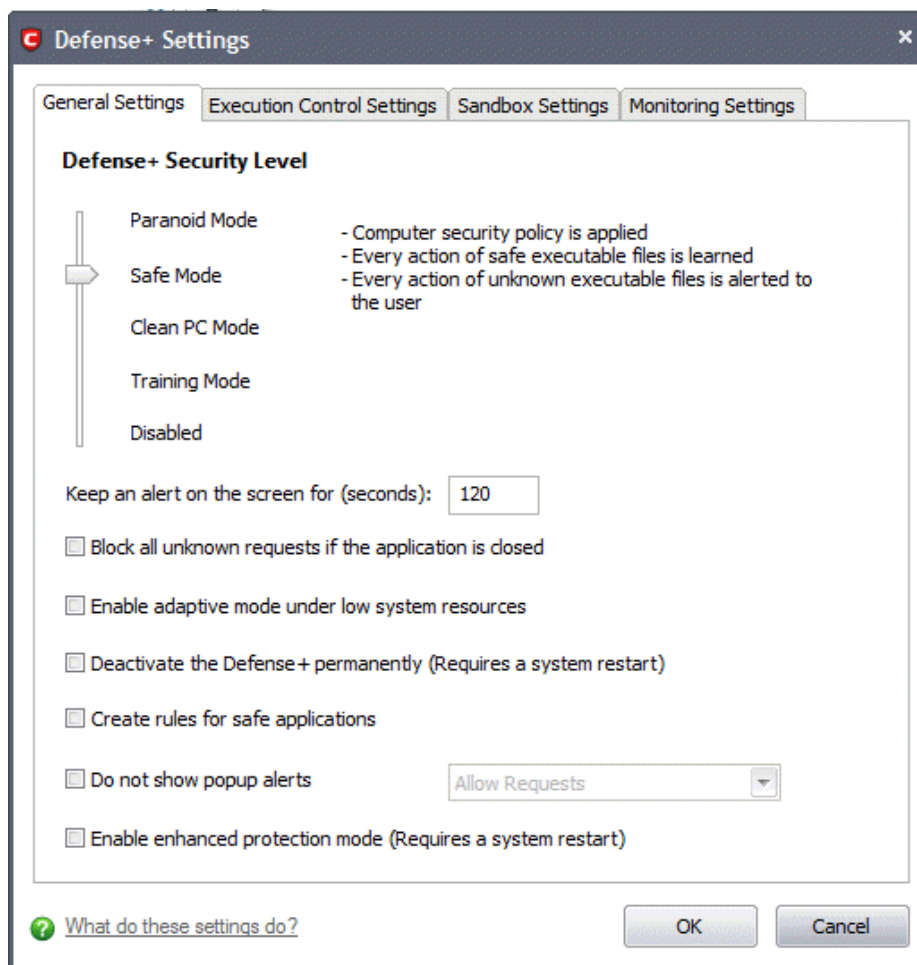 Defense+ Settings
General Settings
Execution Control Settings
Sandbox Settings
Monitoring Settings
Defense+ Security Level
Paranoid Mode
Safe Mode
Clean PC Mode
Training Mode
Disabled
- Computer security policy is applied
- Every action of safe executable files is learned
- Every action of unknown executable files is alerted to
the user
Keep an alert on the screen for (seconds): 120
Block all unknown requests if the application is closed
Enable adaptive mode under low system resources
Deactivate the Defense+ permanently (Requires a system restart)
Create rules for safe applications
Do not show popup alerts Allow Requests
Enable enhanced protection mode (Requires a system restart)
What do these settings do?
OK
Cancel